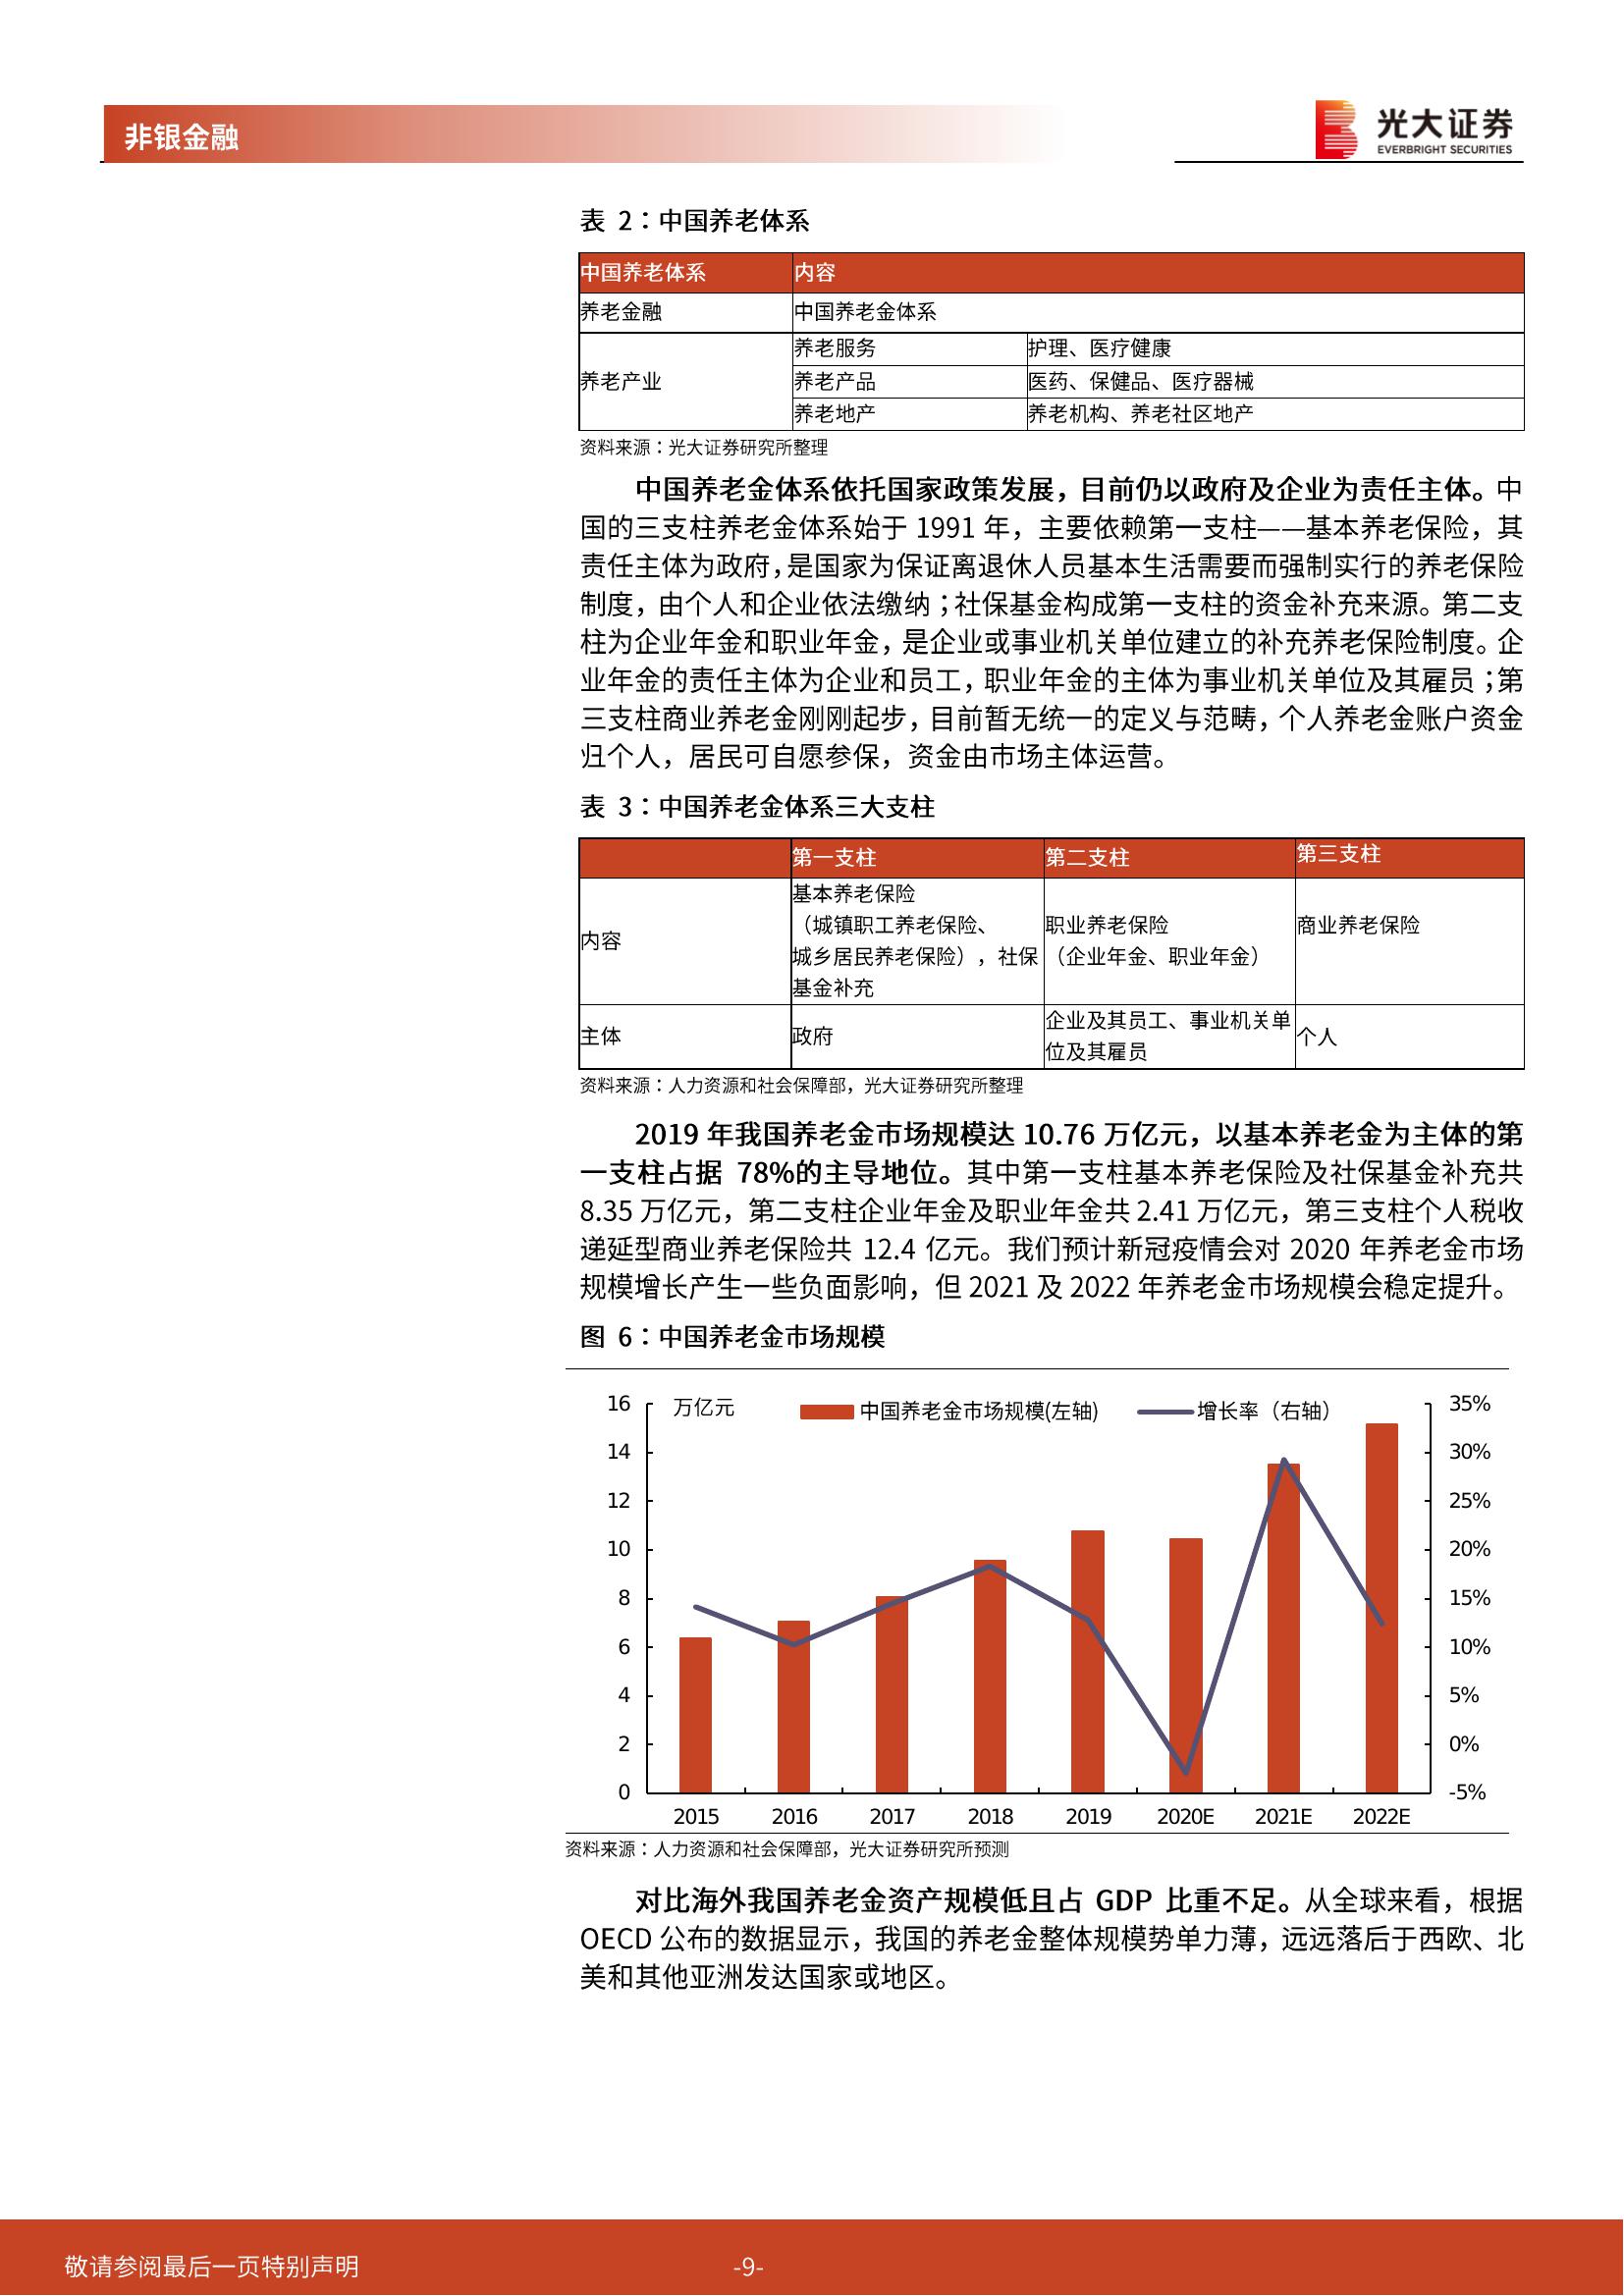 非银金融
光大证券
EVERBRIGHT SECURITIES
表 2：中国养老体系
中国养老体系 内容
养老金融 中国养老金体系
养老产业
养老服务 护理、医疗健康
养老产品 医药、保健品、医疗器械
养老地产 养老机构、养老社区地产
资料来源：光大证券研究所整理
中国养老金体系依托国家政策发展，目前仍以政府及企业为责任主体。中
国的三支柱养老金体系始于 1991 年，主要依赖第一支柱——基本养老保险，其
责任主体为政府，是国家为保证离退休人员基本生活需要而强制实行的养老保险
制度，由个人和企业依法缴纳；社保基金构成第一支柱的资金补充来源。第二支
柱为企业年金和职业年金，是企业或事业机关单位建立的补充养老保险制度。企
业年金的责任主体为企业和员工，职业年金的主体为事业机关单位及其雇员；第
三支柱商业养老金刚刚起步，目前暂无统一的定义与范畴，个人养老金账户资金
归个人，居民可自愿参保，资金由市场主体运营。
表 3：中国养老金体系三大支柱
第一支柱 第二支柱 第三支柱
内容
基本养老保险
（城镇职工养老保险、
城乡居民养老保险），社保
基金补充
职业养老保险
（企业年金、职业年金）
商业养老保险
主体
政府
企业及其员工、事业机关单
位及其雇员
个人
资料来源：人力资源和社会保障部，光大证券研究所整理
2019 年我国养老金市场规模达 10.76 万亿元，以基本养老金为主体的第
一支柱占据 78%的主导地位。其中第一支柱基本养老保险及社保基金补充共
8.35 万亿元，第二支柱企业年金及职业年金共 2.41 万亿元，第三支柱个人税收
递延型商业养老保险共 12.4 亿元。我们预计新冠疫情会对 2020 年养老金市场
规模增长产生一些负面影响，但 2021 及 2022 年养老金市场规模会稳定提升。
图 6：中国养老金市场规模
万亿元 中国养老金市场规模(左轴) 增长率（右轴）
16 35%
14 30%
12 25%
10 20%
8 15%
6 10%
4 5%
2 0%
0 -5%
2015 2016 2017 2018 2019 2020E 2021E 2022E
资料来源：人力资源和社会保障部，光大证券研究所预测
对比海外我国养老金资产规模低且占 GDP 比重不足。从全球来看，根据
OECD 公布的数据显示，我国的养老金整体规模势单力薄，远远落后于西欧、北
美和其他亚洲发达国家或地区。
敬请参阅最后一页特别声明 -9-